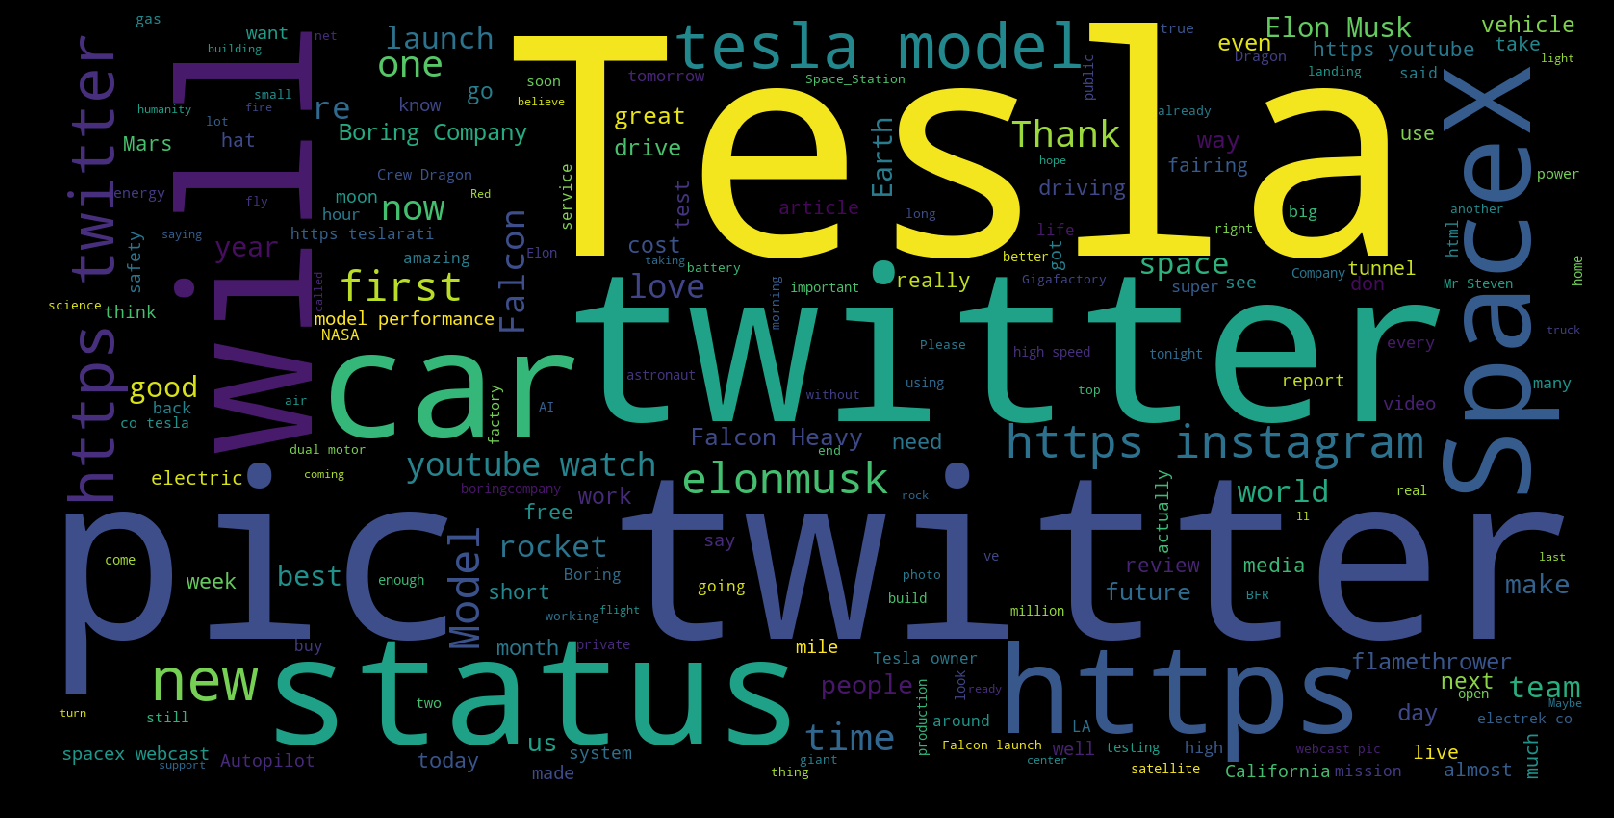 gas
building
want
net
launch
one
Tesla
tesla model
true
Elon Musk
vehicle
even
https youtube
take
Dragon
landing
said
light
https twitter
will
small
humanity
fire
re
know
go
soon
believe
tomorrow
Space_Station
public
already
lot
hat
Mars
Boring Company
great
drive
Earth
Thank
hope
way
fairing
use
SpaceX
power
energy
fly
Crew Dragon
moon
hour
now
Red
service
test
article
long
driving
life
big
right
another
saying
safety
year
https teslarati
Falcon
Elon
cost
taking
battery
got
better
space
see
Company
tunnel
html
home
amazing
called
first
love
morning
important
really
Gigafactory
super
don
Mr Steven
science
think
model performance
NASA
twitter
truck
car
Please
high speed
tonight
every
good
astronaut
without
using
top
report
many
back
air
factory
AI
video
co tesla
dual motor
Falcon Heavy
end
need
https instagram
electric
coming
youtube watch
elonmusk
boringcompany
work
rock
actually
world
real
pic twitter
free
ll
come
Model
rocket
say
ve
review
media
last
week
best
enough
short
Boring
going
photo
build
future
BFR
make
working
flight
million
buy
month
private
mile
Tesla owner
https
flamethrower
new
status
two
people
look
ready
next
open
team
Maybe
turn
still
production
around
LA
day
electrek co
spacex webcast
support
Autopilot
today
us
system
made
time
giant
thing
Falcon launch
well
center
testing
high
satellite
webcast pic
California
mission
live
almost
much